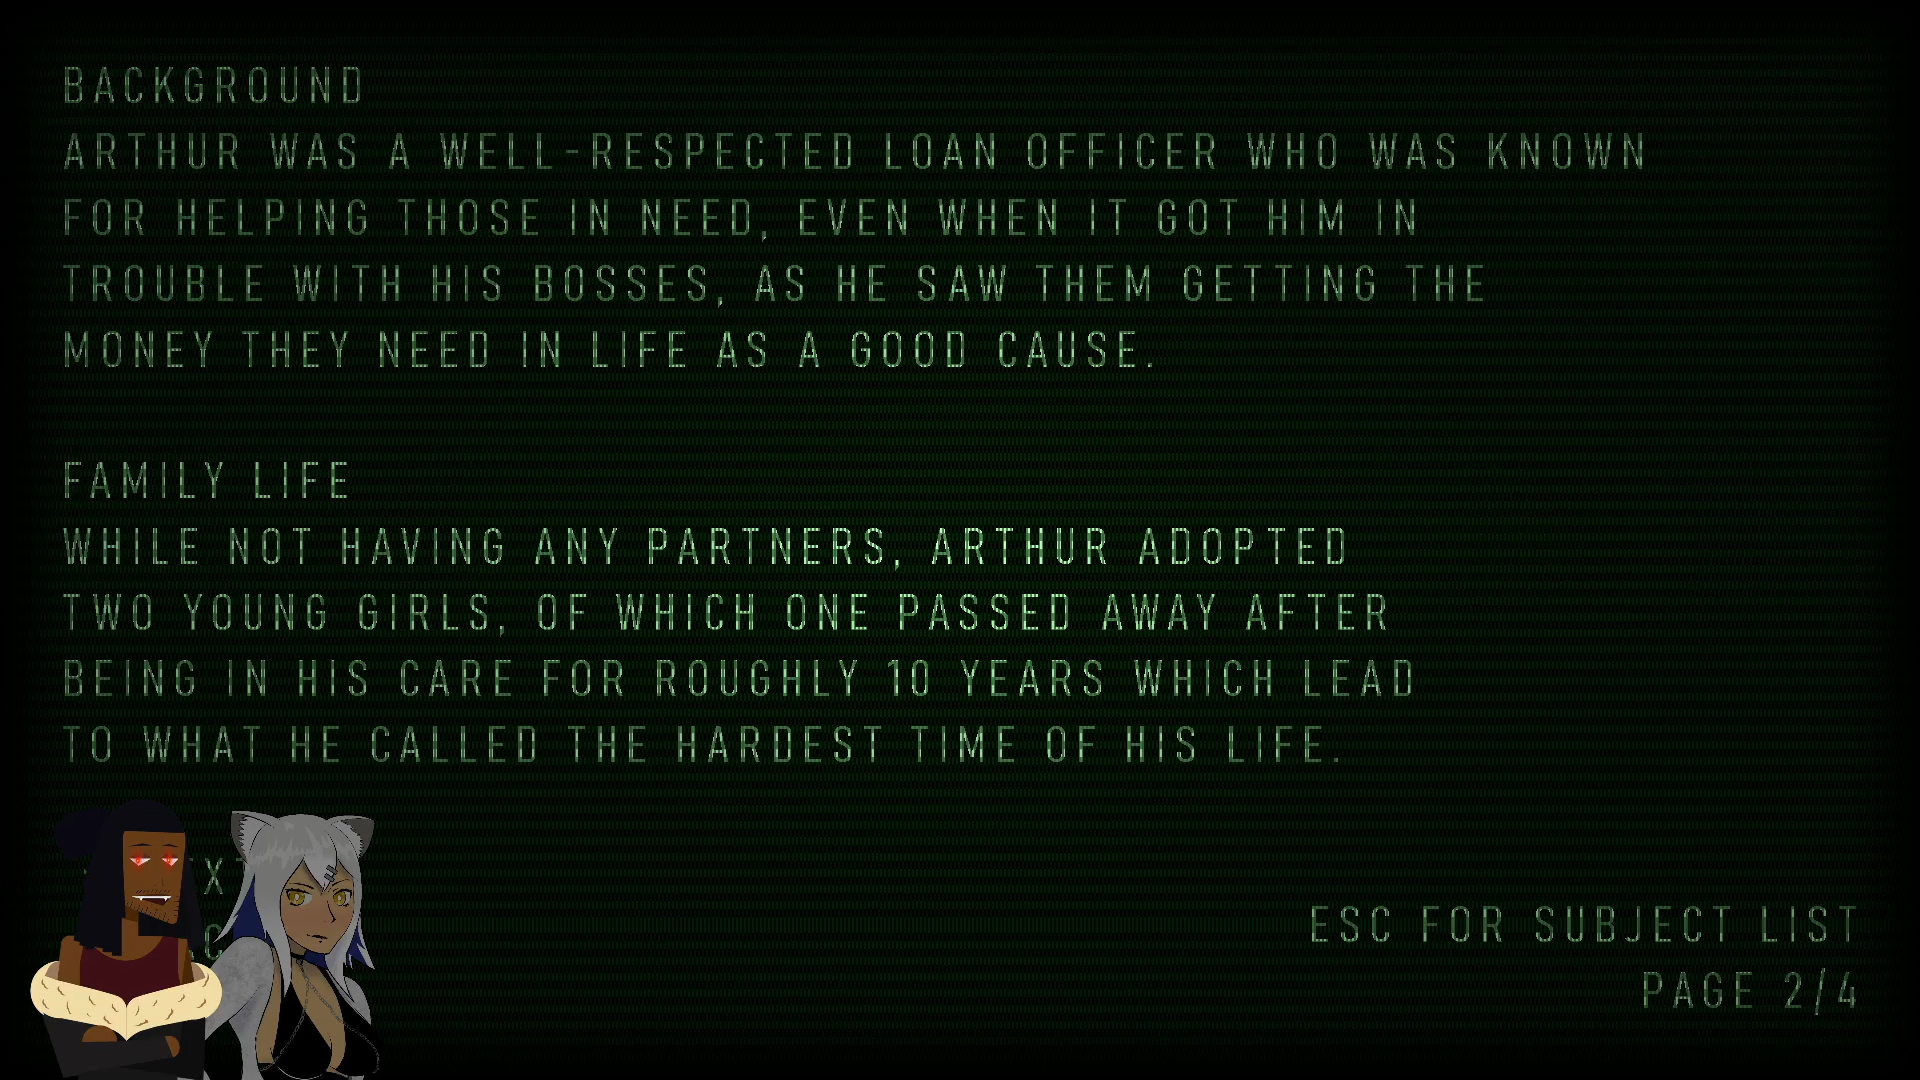 BACKGROUND
ARTHUR WAS A WELL-RESPECTED LOAN OFFICER WHO WAS KNOWN
FOR HELPING THOSE IN NEED, EVEN WHEN IT GOT HIM IN
TROUBLE WITH HIS BOSSES, AS HE SAW THEM GETTING THE
MONEY THEY NEED IN LIFE AS A GOOD CAUSE.
FAMILY LIFE
WHILE NOT HAVING ANY PARTNERS, ARTHUR ADOPTED
TWO YOUNG GIRLS, OF WHICH ONE PASSED AWAY AFTER
BEING IN HIS CARE FOR ROUGHLY 10 YEARS WHICH LEAD
TO WHAT HE CALLED THE HARDEST TIME OF HIS LIFE.
ESC FOR SUBJECT LIST
PAGE 2/4